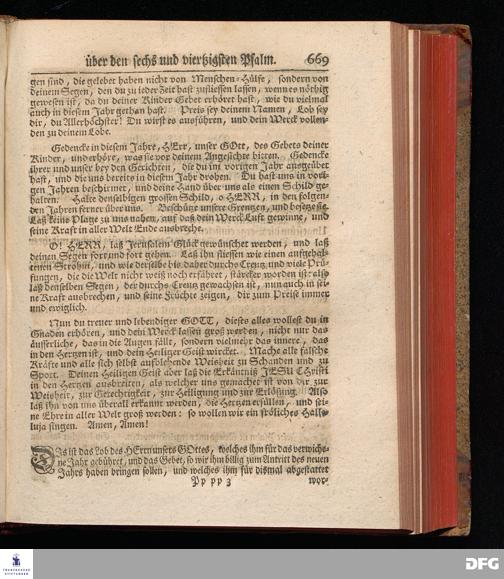 über den sechs und viertzigsten Psalm. 669
gen sind, die gelebet haben nicht von Menschen-Hülfe, sondern von
deinem Segen, den du zu jeder Zeit hast zufliessen lassen, wenn es nöthig
gewesen ist, da du deiner Kinder Gebet erhöret hast, wie du vielmal
auch in diesem Jahr gethan hast. Preis sey deinem Namen, Lob sey
dir, du Allerhöchster! Du wirst es ausführen, und dein Werck vollen-
den zu deinem Lobe.
Gedencke in diesem Jahre, HErr, unser GOtt, des Gebets deiner
Kinder, und erhöre, was sie vor deinem Angesichte bitten. Gedencke
ihrer und unser bey den Gerichten, die du im vorigen Jahr ausgeübet
hast, und die uns bereits in diesem Jahr drohen. Du hast uns in vori-
gen Jahren beschirmet, und deine Hand über uns als einen Schild ge-
halten: Halte denselbigen grossen Schild, o HERR, in den folgen-
den Jahren ferner über uns. Beschütze unsere Grentzen, und besetze sie.
Laß keine Plage zu uns nahen, auf daß dein Werck Luft gewinne, und
seine Kraft in aller Welt Ende ausbreche.
O! HERR, laß Jerusalem Glück gewünschet werden, und laß
deinen Segen fort und fort gehen. Laß ihn fliessen wie einen aufgehal-
tenen Strohm, und wie derselbe bis daher durchs Creutz und viele Prü-
fungen, die die Welt nicht weiß noch erfähret, stärcker worden ist: also
laß denselben Segen, der durchs Creutz gewachsen ist, nun auch in sei-
ne Kraft ausbrechen, und seine Früchte zeigen, dir zum Preise immer
und ewiglich.
Nun du treuer und lebendiger GOTT, dieses alles wollest du in
Gnaden erhören, und dein Werck lassen groß werden, nicht nur das
äusserliche, das in die Augen fällt, sondern vielmehr das innere, das
in den Hertzen ist, und dein Heiliger Geist wircket. Mache alle falsche
Kräfte und alle sich selbst aufblehende Weisheit zu Schanden und zu
Spott. Deinen Heiligen Geist aber laß die Erkäntniß JESU Christi
in den Hertzen ausbreiten, als welcher uns gemachet ist von dir zur
Weisheit, zur Gerechtigkeit, zur Heiligung und zur Erlösung. Also
laß ihn von uns überall erkannt werden, die Hertzen erfüllen, und sei-
ne Ehre in aller Welt groß werden: so wollen wir ein fröliches Halle-
luja singen. Amen, Amen!
DAs ist das Lob des HErrn unsers GOttes, welches ihm für das verwiche-
ne Jahr gebühret, und das Gebet, so wir ihm billig zum Antritt des neuen
Jahrs haben bringen sollen, und welches ihm für dismal abgestattet
Pp pp 3 wor-
DFG